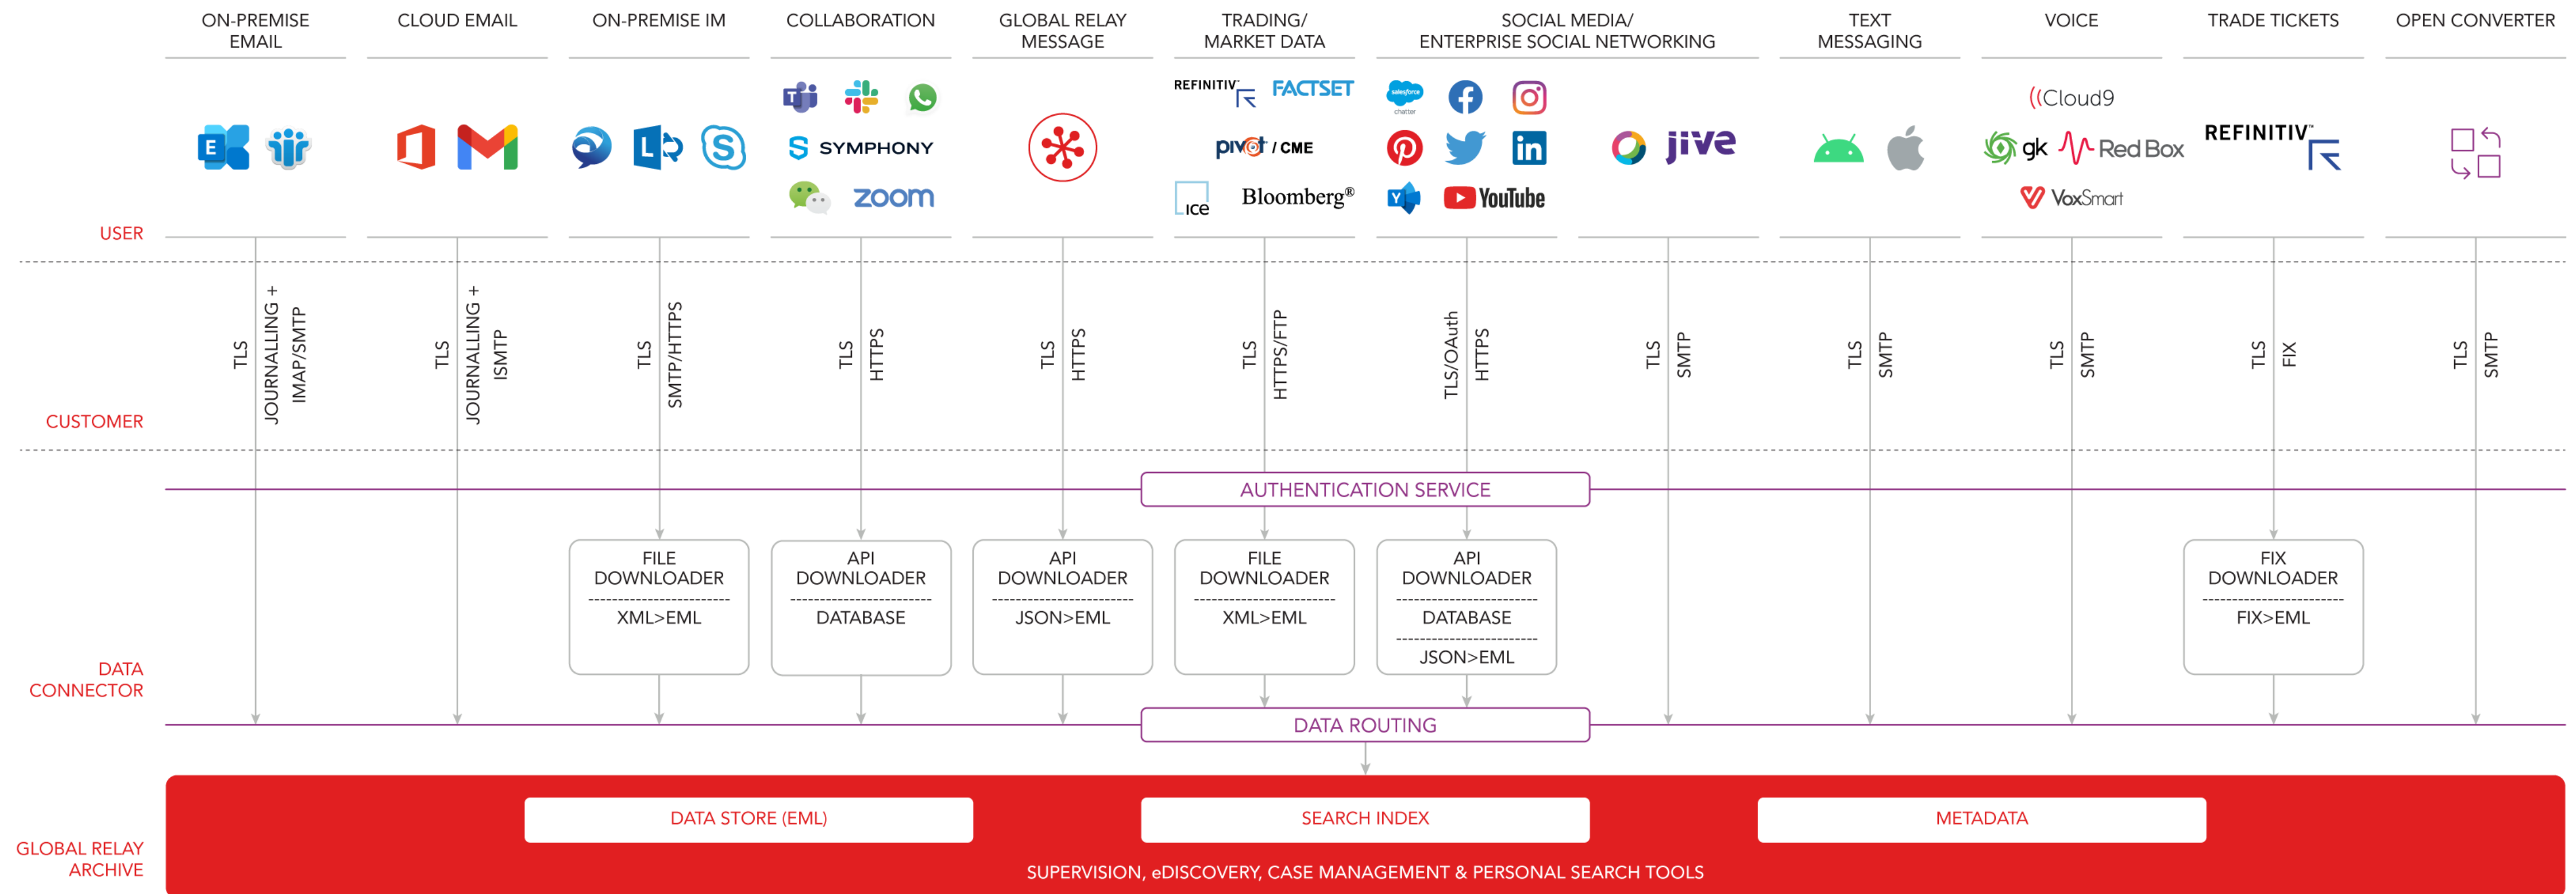 ON-PREMISE
EMAIL
CLOUD EMAIL
ON-PREMISE IM
COLLABORATION
GLOBAL RELAY
MESSAGE
TRADING/
MARKET DATA
SOCIAL MEDIA/
ENTERPRISE SOCIAL NETWORKING
TEXT
MESSAGING
VOICE
TRADE TICKETS
OPEN CONVERTER
E
L
S
T
S SYMPHONY
zoom
REFINITIV
FACTSET
pivot / CME
ICE
Bloomberg®
salesforce
chatter
in
Y
YouTube
jive
((Cloud9
gk
Red Box
VoxSmart
REFINITIV™
USER
TLS
JOURNALLING +
IMAP/SMTP
TLS
JOURNALLING +
ISMTP
TLS
SMTP/HTTPS
TLS
HTTPS
TLS
HTTPS
TLS
HTTPS/FTP
TLS/OAuth
HTTPS
TLS
SMTP
TLS
SMTP
TLS
SMTP
TLS
FIX
TLS
SMTP
CUSTOMER
AUTHENTICATION SERVICE
FILE
DOWNLOADER
XML>EML
API
DOWNLOADER
DATABASE
API
DOWNLOADER
JSON>EML
FILE
DOWNLOADER
XML>EML
API
DOWNLOADER
DATABASE
JSON>EML
FIX
DOWNLOADER
FIX>EML
DATA
CONNECTOR
DATA ROUTING
DATA STORE (EML)
SEARCH INDEX
METADATA
GLOBAL RELAY
ARCHIVE
SUPERVISION, eDISCOVERY, CASE MANAGEMENT & PERSONAL SEARCH TOOLS